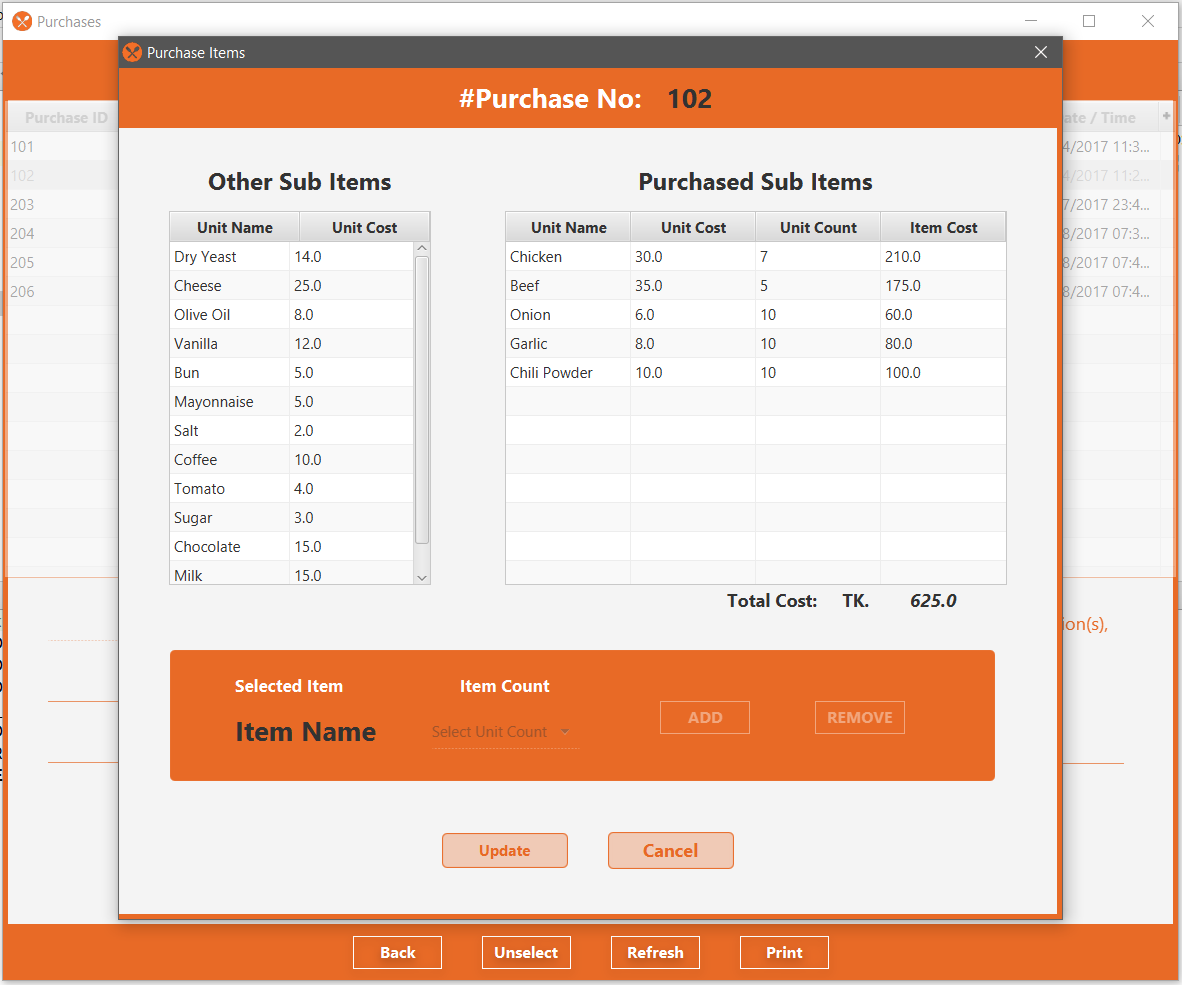 Purchases
Purchase Items
#Purchase No: 102
Purchase ID
ate / Time +
101
4/2017 11:3...
102
4/2017 11:2...
203
7/2017 23:4...
204
8/2017 07:3...
205
8/2017 07:4...
206
8/2017 07:4...
Other Sub Items
Unit Name Unit Cost
Dry Yeast 14.0
Cheese 25.0
Olive Oil 8.0
Vanilla 12.0
Bun 5.0
Mayonnaise 5.0
Salt 2.0
Coffee 10.0
Tomato 4.0
Sugar 3.0
Chocolate 15.0
Milk 15.0
Purchased Sub Items
Unit Name Unit Cost Unit Count Item Cost
Chicken 30.0 7 210.0
Beef 35.0 5 175.0
Onion 6.0 10 60.0
Garlic 8.0 10 80.0
Chili Powder 10.0 10 100.0
Total Cost: TK. 625.0
ion(s),
Selected Item Item Count
Item Name Select Unit Count ADD REMOVE
Update Cancel
Back Unselect Refresh Print